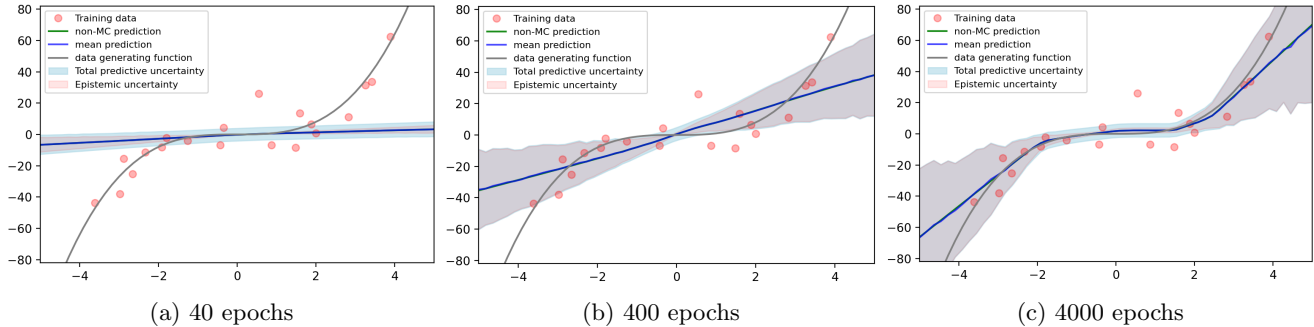 Training data
non-MC prediction
mean prediction
data generating function
Total predictive uncertainty
Epistemic uncertainty
80
60
40
20
0
−20
−40
−60
−80
−4
−2
0
2
4
(a) 40 epochs
Training data
non-MC prediction
mean prediction
data generating function
Total predictive uncertainty
Epistemic uncertainty
80
60
40
20
0
−20
−40
−60
−80
−4
−2
0
2
4
(b) 400 epochs
Training data
non-MC prediction
mean prediction
data generating function
Total predictive uncertainty
Epistemic uncertainty
80
60
40
20
0
−20
−40
−60
−80
−4
−2
0
2
4
(c) 4000 epochs